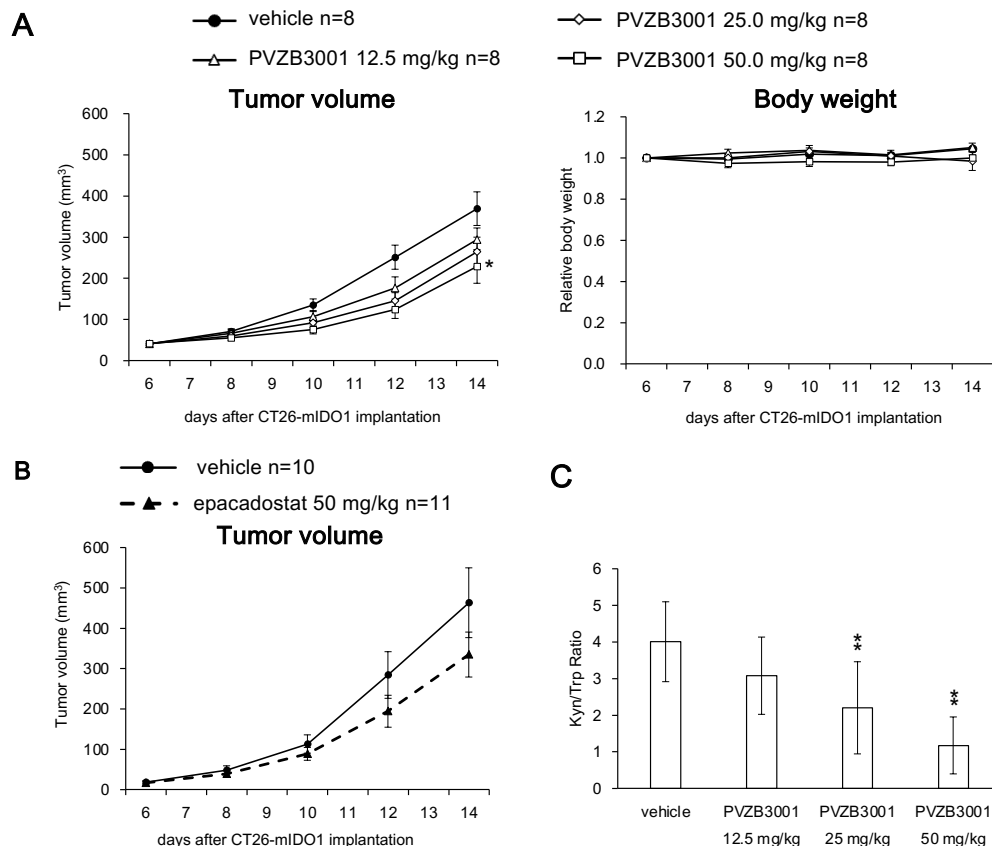 A
vehicle n=8
PVZB3001 12.5 mg/kg n=8
PVZB3001 25.0 mg/kg n=8
PVZB3001 50.0 mg/kg n=8
Tumor volume
600
500
400
300
200
100
0
Tumor volume (mm³)
*
6 7 8 9 10 11 12 13 14
days after CT26-mIDO1 implantation
Body weight
1.2
1.0
0.8
0.6
0.4
0.2
0.0
Relative body weight
6 7 8 9 10 11 12 13 14
days after CT26-mIDO1 implantation
B
vehicle n=10
epacadostat 50 mg/kg n=11
Tumor volume
600
500
400
300
200
100
0
Tumor volume (mm³)
6 7 8 9 10 11 12 13 14
days after CT26-mIDO1 implantation
C
6
5
4
3
2
1
0
Kyn/Trp Ratio
**
**
vehicle
PVZB3001
12.5 mg/kg
PVZB3001
25 mg/kg
PVZB3001
50 mg/kg